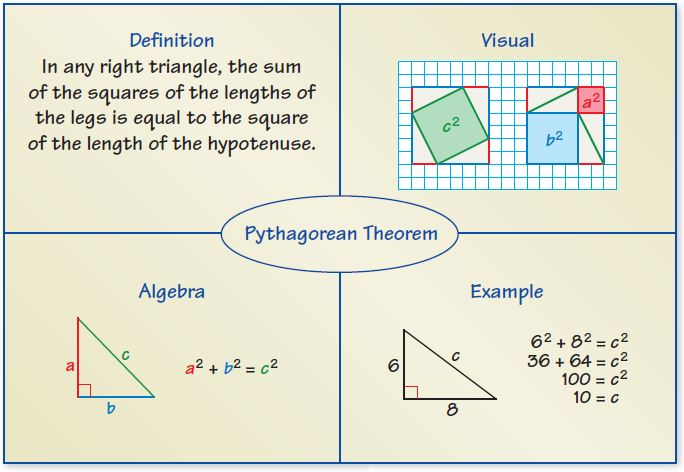 Definition
In any right triangle, the sum
of the squares of the lengths of
the legs is equal to the square
of the length of the hypotenuse.
Visual
c²
a²
b²
Pythagorean Theorem
Algebra
a
c
b
a² + b² = c²
Example
6
c
8
6² + 8² = c²
36 + 64 = c²
100 = c²
10 = c